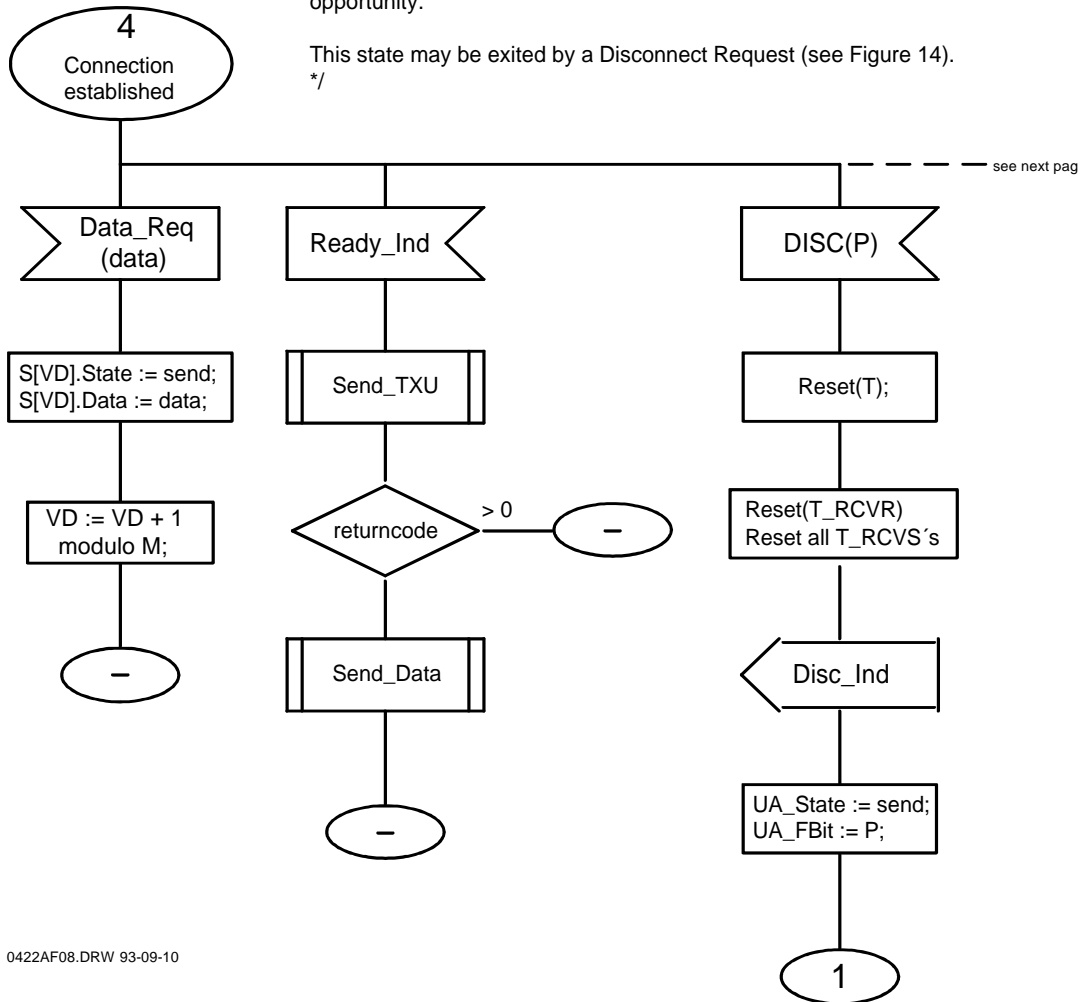 opportunity.
This state may be exited by a Disconnect Request (see Figure 14).
*/
4
Connection
established
see next pag
Data_Req
(data)
Ready_Ind
DISC(P)
S[VD].State := send;
S[VD].Data := data;
Send_TXU
Reset(T);
VD := VD + 1
modulo M;
returncode
> 0
–
Reset(T_RCVR)
Reset all T_RCVS´s
–
Send_Data
Disc_Ind
–
UA_State := send;
UA_FBit := P;
1
0422AF08.DRW 93-09-10